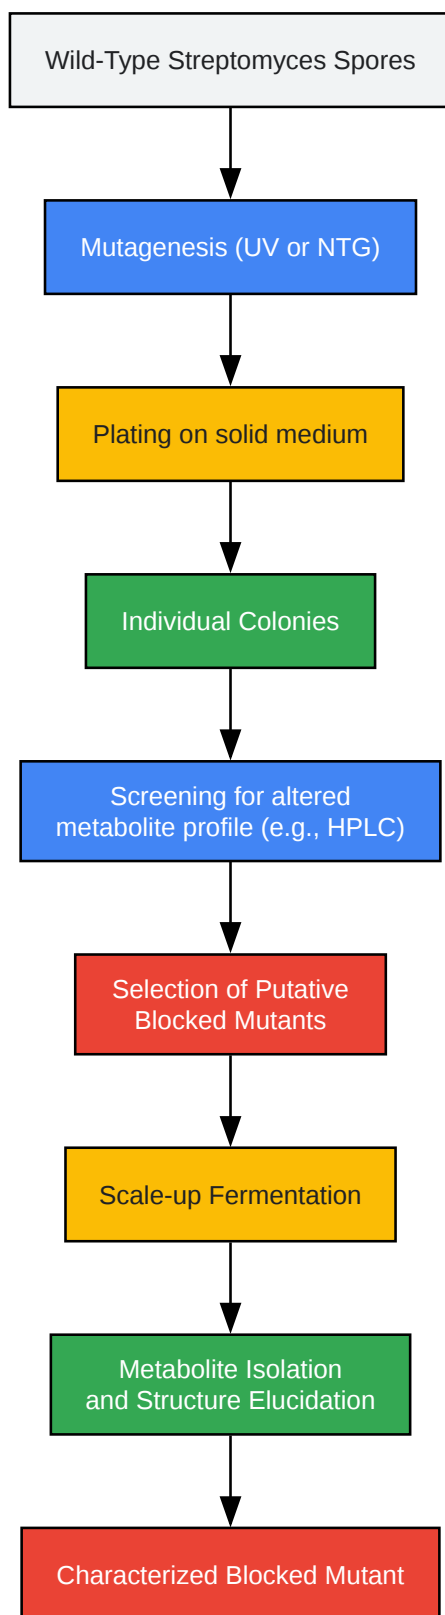 Wild-Type Streptomyces Spores
Mutagenesis (UV or NTG)
Plating on solid medium
Individual Colonies
Screening for altered
metabolite profile (e.g., HPLC)
Selection of Putative
Blocked Mutants
Scale-up Fermentation
Metabolite Isolation
and Structure Elucidation
Characterized Blocked Mutant